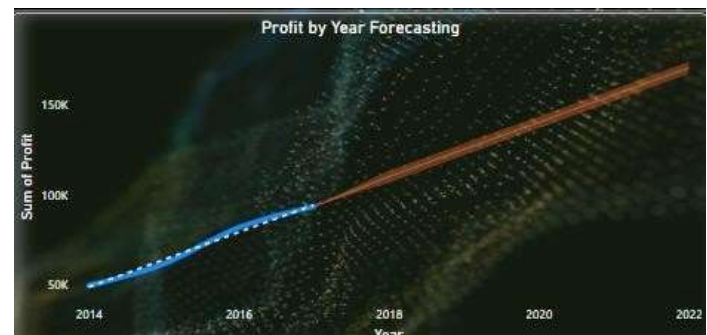 Profit by Year Forecasting
150K
100K
50K
Sum of Profit
2014 2016 2018 2020 2022
Year